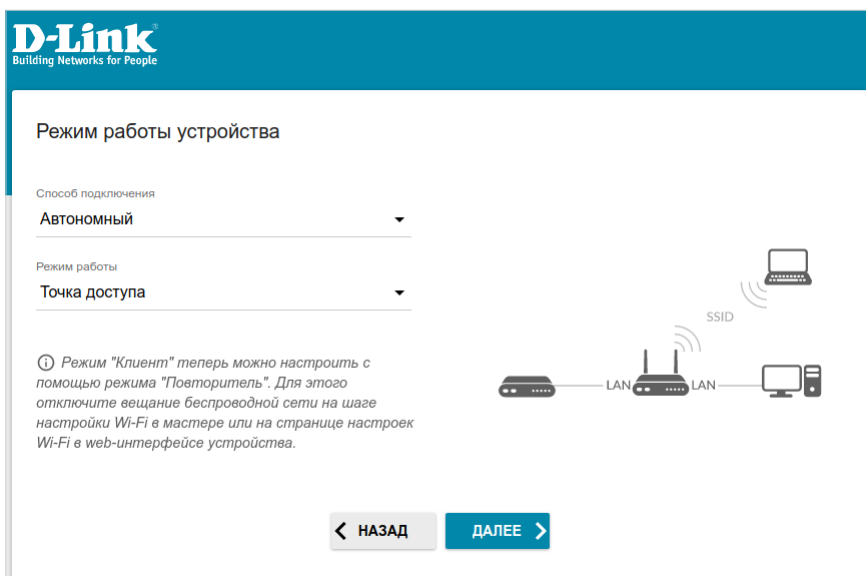 D-Link®
Building Networks for People
Режим работы устройства
Способ подключения
Автономный
Режим работы
Точка доступа
Режим "Клиент" теперь можно настроить с
помощью режима "Повторитель". Для этого
отключите вещание беспроводной сети на шаге
настройки Wi-Fi в мастере или на странице настроек
Wi-Fi в web-интерфейсе устройства.
SSID
LAN
LAN
НАЗАД
ДАЛЕЕ